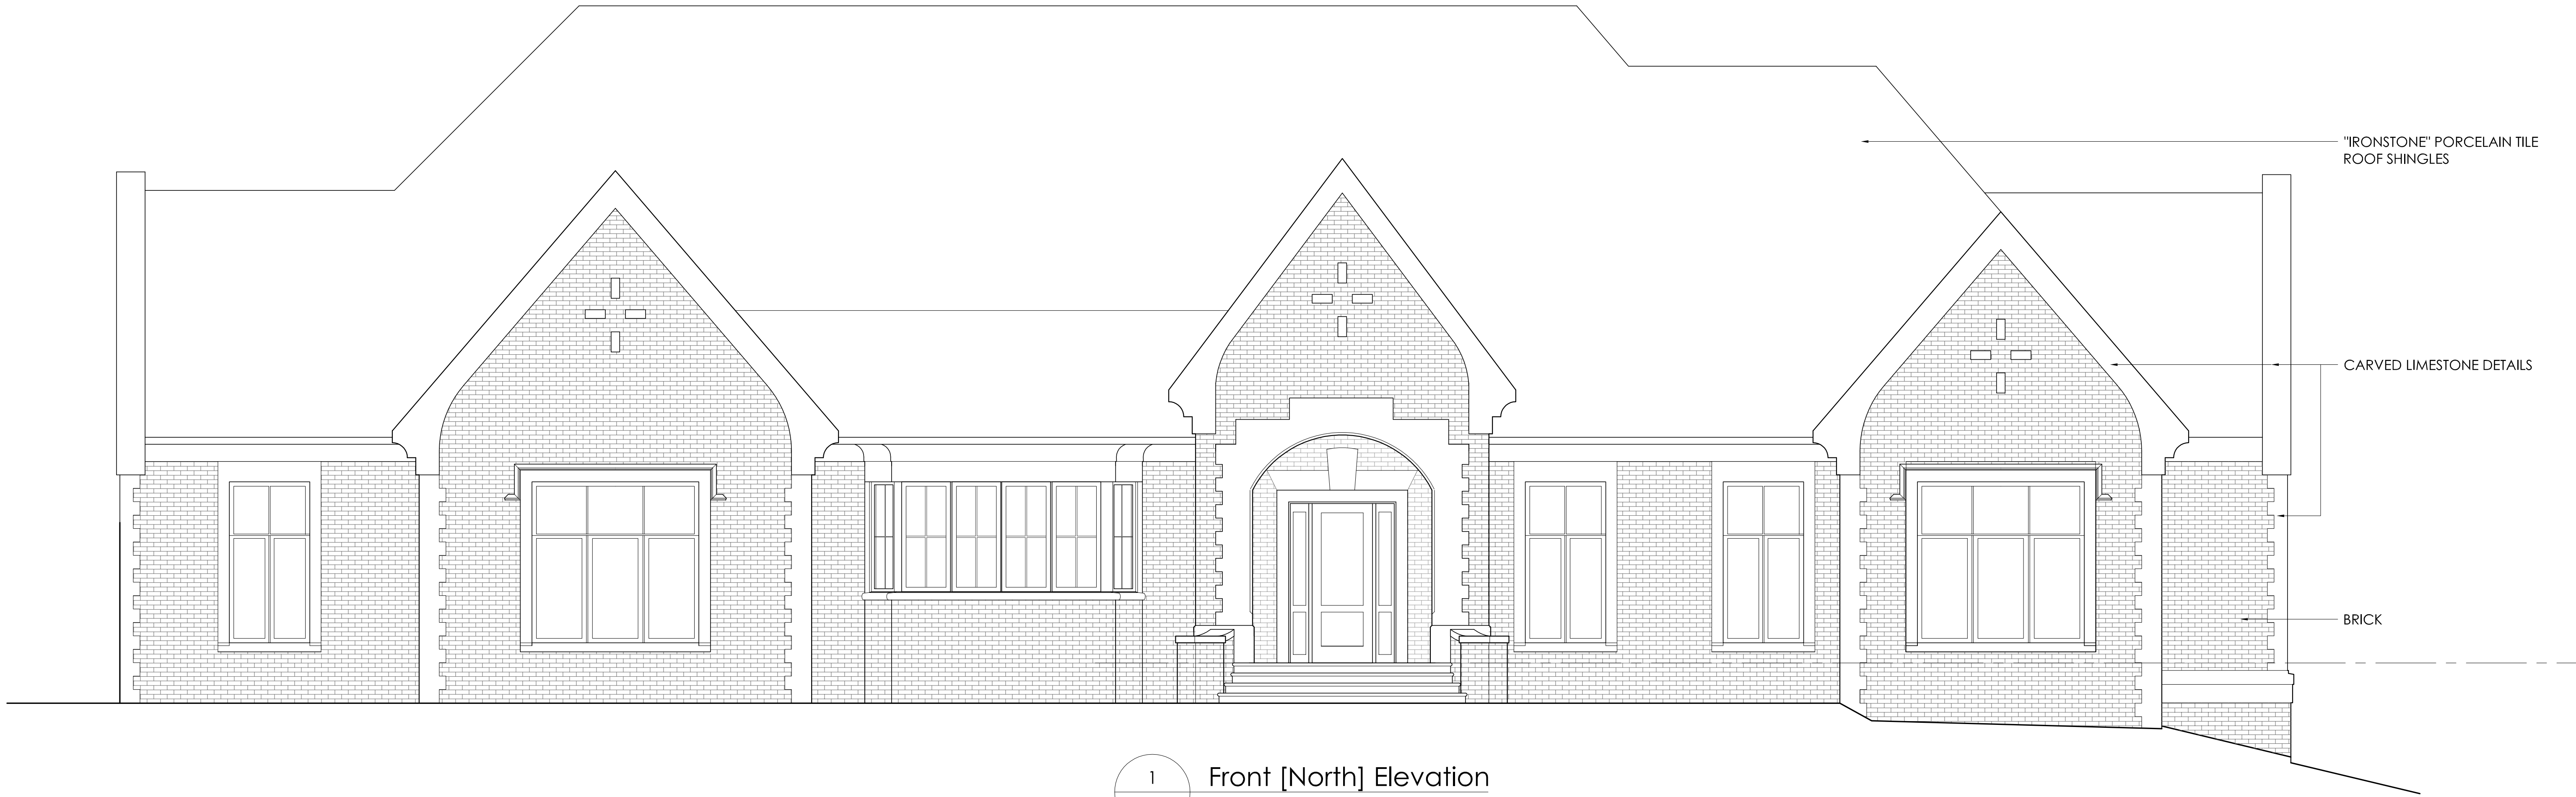 "IRONSTONE" PORCELAIN TILE
ROOF SHINGLES
CARVED LIMESTONE DETAILS
BRICK
1 Front [North] Elevation